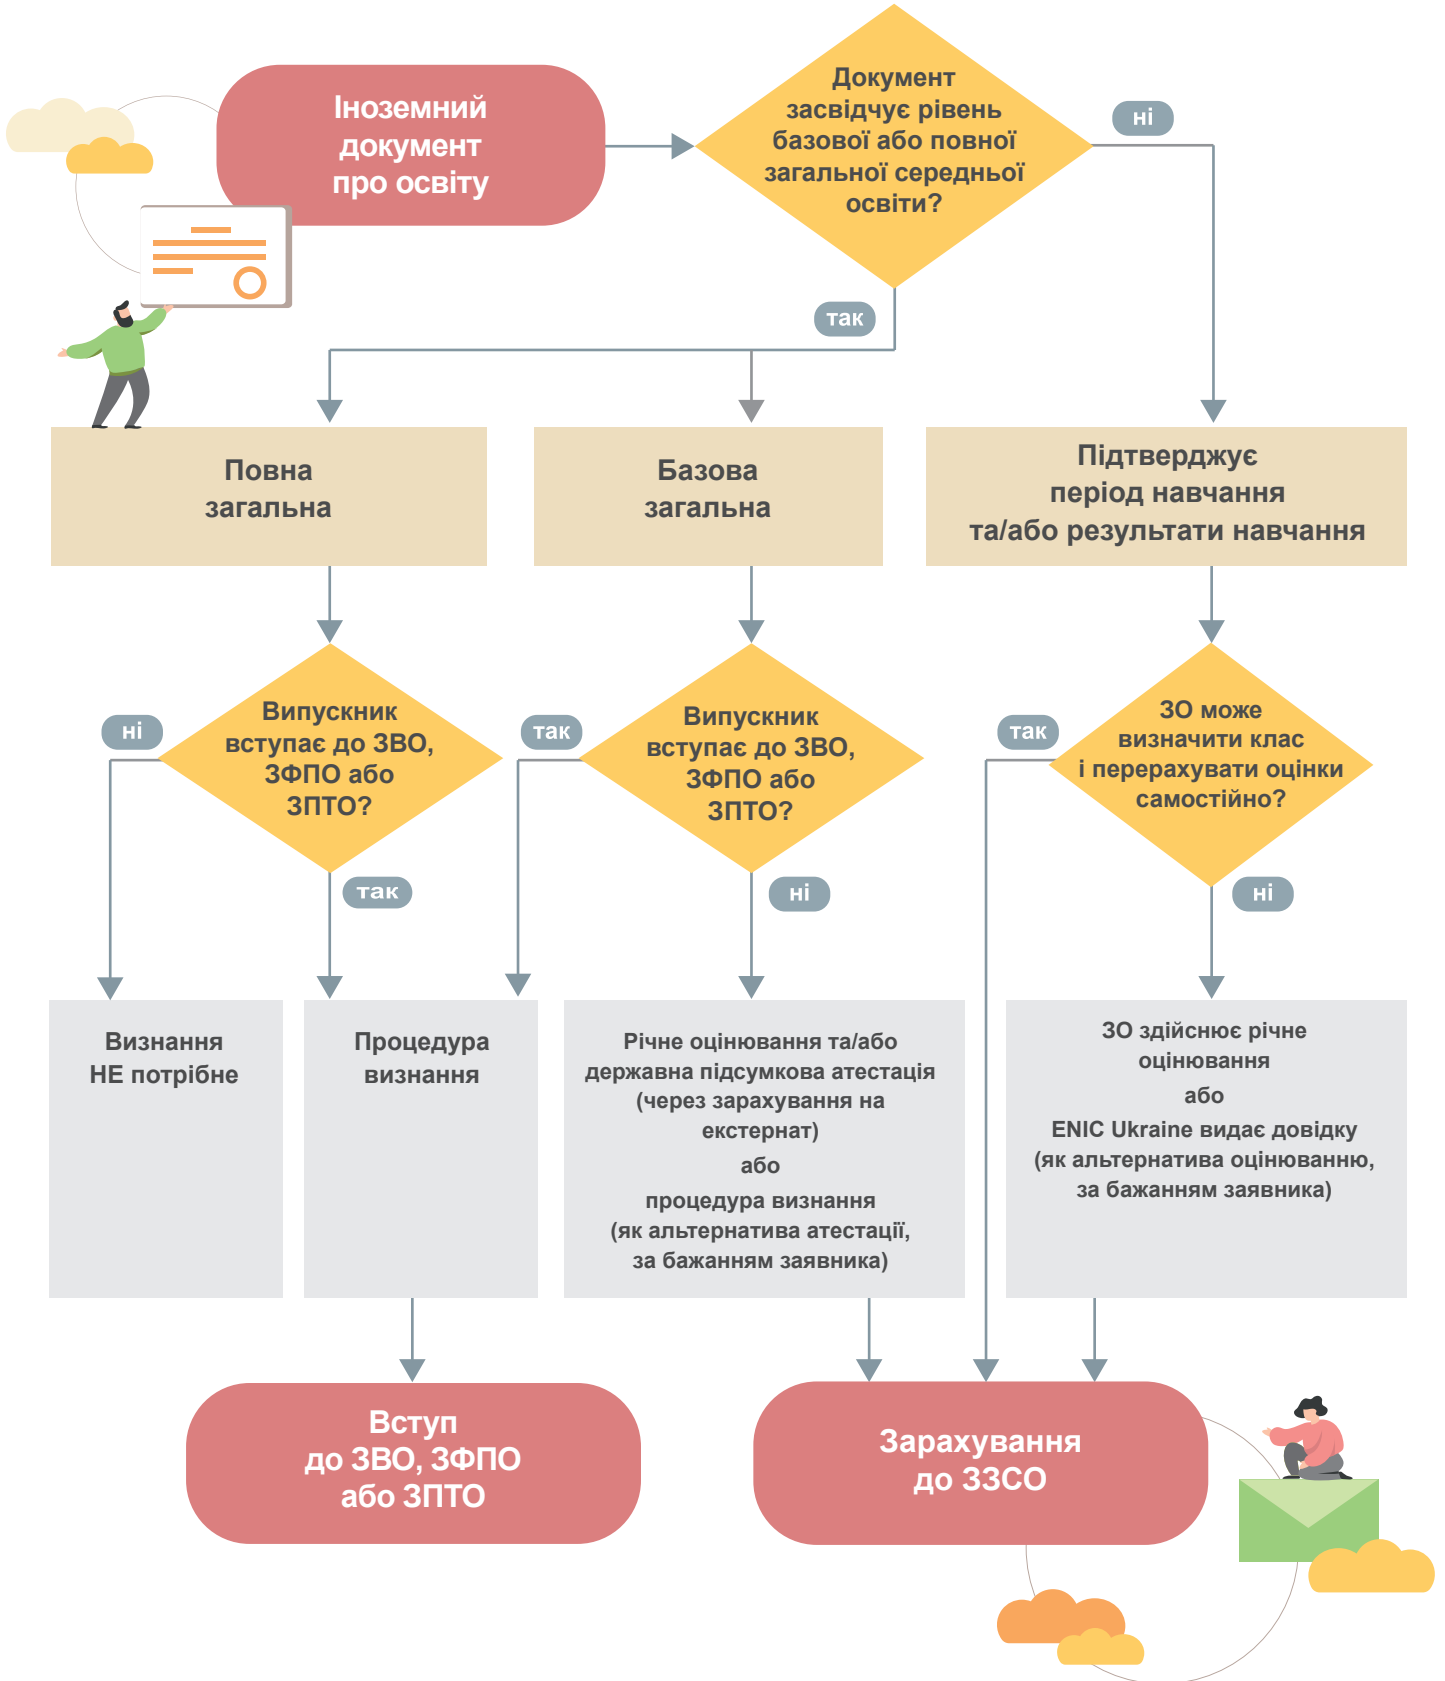 Іноземний
документ
про освіту
Документ
засвідчує рівень
базової або повної
загальної середньої
освіти?
ні
так
Повна
загальна
Базова
загальна
Підтверджує
період навчання
та/або результати навчання
ні
Випускник
вступає до ЗВО,
ЗФПО або
ЗПТО?
так
так
Випускник
вступає до ЗВО,
ЗФПО або
ЗПТО?
ні
так
ЗО може
визначити клас
і перерахувати оцінки
самостійно?
ні
Визнання
НЕ потрібне
Процедура
визнання
Річне оцінювання та/або
державна підсумкова атестація
(через зарахування на
екстернат)
або
процедура визнання
(як альтернатива атестації,
за бажанням заявника)
ЗО здійснює річне
оцінювання
або
ENIC Ukraine видає довідку
(як альтернатива оцінюванню,
за бажанням заявника)
Вступ
до ЗВО, ЗФПО
або ЗПТО
Зарахування
до ЗЗСО